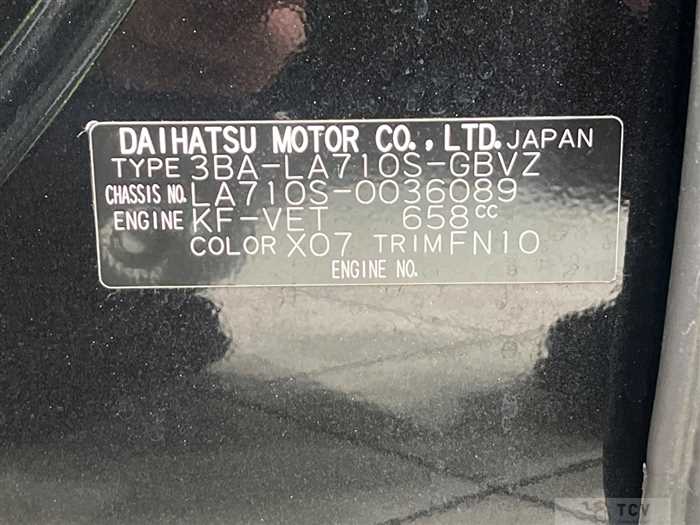 DAIHATSU MOTOR CO., LTD. JAPAN
TYPE 3BA-LA710S-GBVZ
CHASSIS NO. LA710S-0036089
ENGINE KF-VET 658cc
COLOR X07 TRIM FN10
ENGINE NO.
TCV